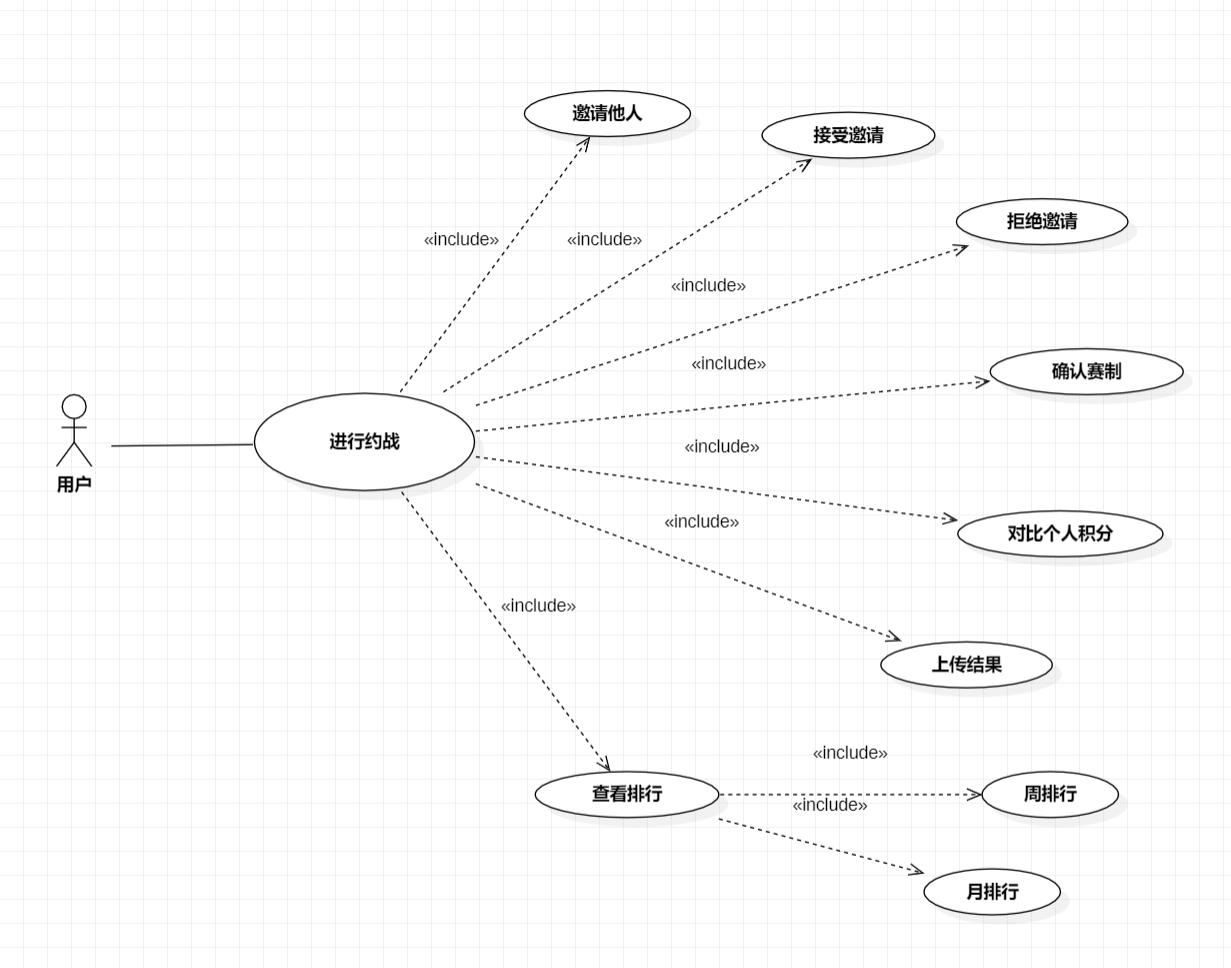 邀请他人
接受邀请
拒绝邀请
«include»
«include»
«include»
«include»
确认赛制
进行约战
用户
«include»
对比个人积分
«include»
«include»
上传结果
«include»
查看排行
周排行
«include»
月排行